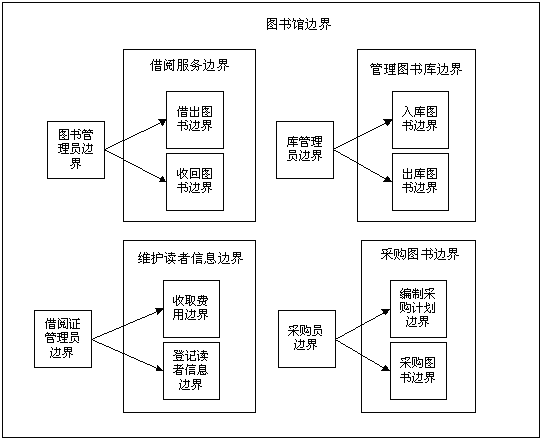 图书馆边界
借阅服务边界
借出图
书边界
图书管
理员边
界
收回图
书边界
管理图书库边界
入库图
书边界
库管理
员边界
出库图
书边界
维护读者信息边界
收取费
用边界
借阅证
管理员
边界
登记读
者信息
边界
采购图书边界
编制采
购计划
边界
采购员
边界
采购图
书边界